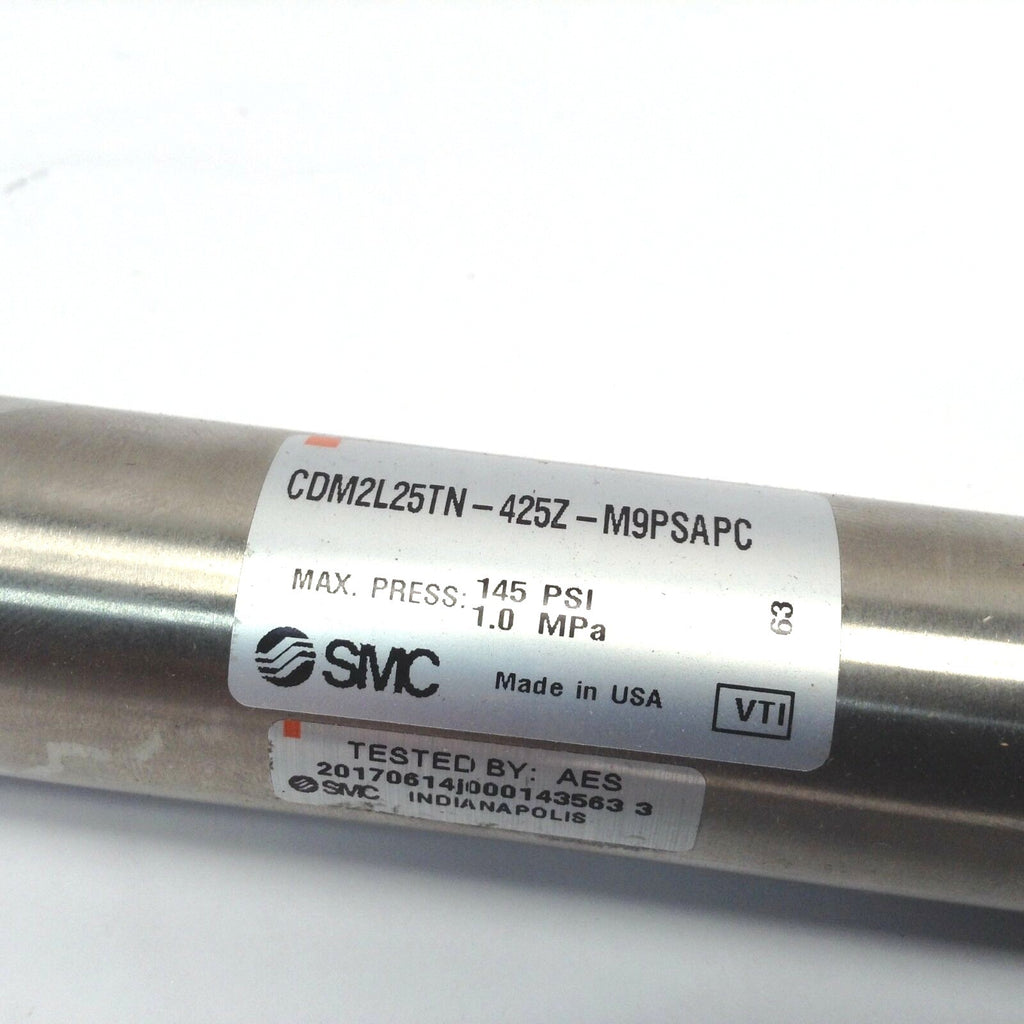 CDM2L25TN-425Z-M9PSAPC
MAX. PRESS: 145 PSI
1.0 MPa
63
SMC
Made in USA
VTI
TESTED BY: AES
20170614j000143563 3
SMC INDIANAPOLIS